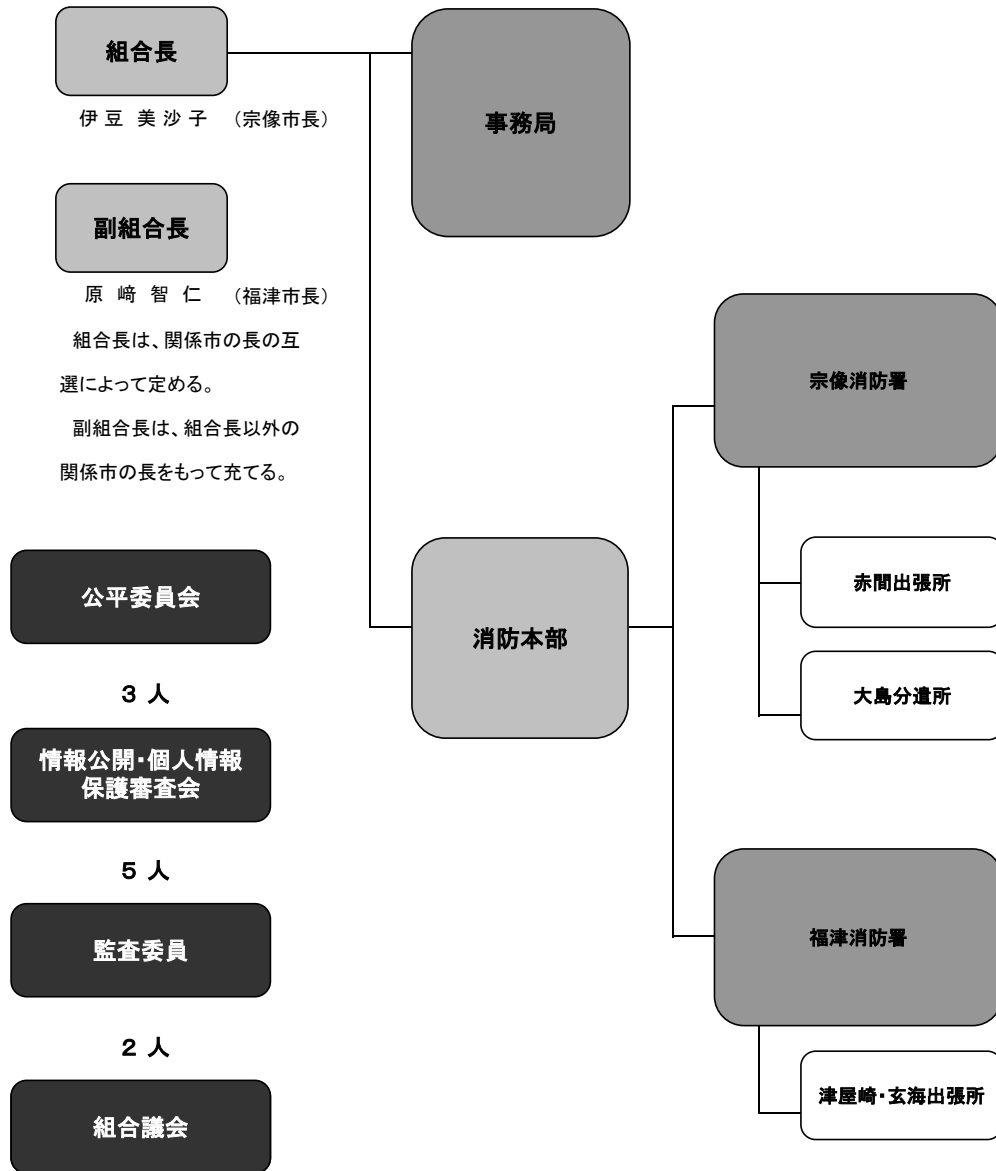 組合長
伊豆 美沙子 (宗像市長)
事務局
副組合長
原﨑智仁 (福津市長)
組合長は、関係市の長の互
選によって定める。
副組合長は、組合長以外の
関係市の長をもって充てる。
宗像消防署
公平委員会
3 人
消防本部
赤間出張所
大島分遣所
情報公開・個人情報
保護審査会
5 人
監査委員
2 人
福津消防署
津屋崎・玄海出張所
組合議会